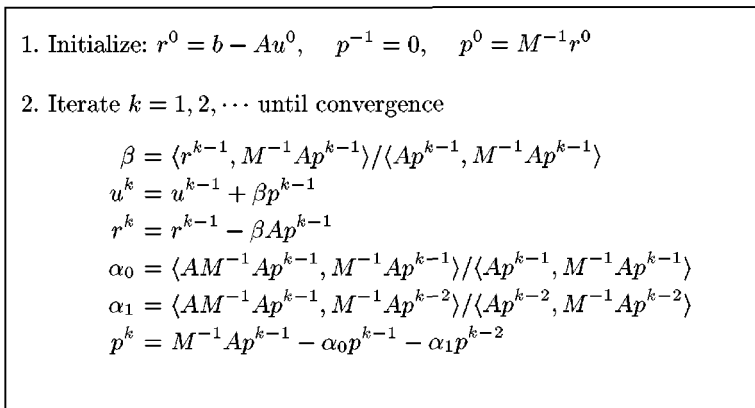 1. Initialize: r^0 = b − Au^0, p^{−1} = 0, p^0 = M^{−1}r^0
2. Iterate k = 1, 2, ⋯ until convergence
β = ⟨r^{k−1}, M^{−1}Ap^{k−1}⟩/⟨Ap^{k−1}, M^{−1}Ap^{k−1}⟩
u^k = u^{k−1} + βp^{k−1}
r^k = r^{k−1} − βAp^{k−1}
α_0 = ⟨AM^{−1}Ap^{k−1}, M^{−1}Ap^{k−1}⟩/⟨Ap^{k−1}, M^{−1}Ap^{k−1}⟩
α_1 = ⟨AM^{−1}Ap^{k−1}, M^{−1}Ap^{k−2}⟩/⟨Ap^{k−2}, M^{−1}Ap^{k−2}⟩
p^k = M^{−1}Ap^{k−1} − α_0p^{k−1} − α_1p^{k−2}